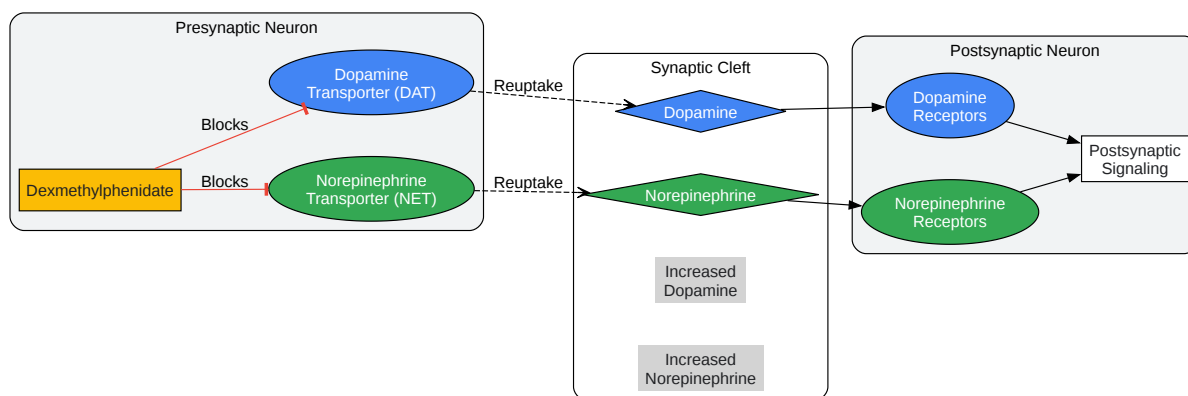 Presynaptic Neuron
Dopamine
Transporter (DAT)
Blocks
Dexmethylphenidate
Blocks
Norepinephrine
Transporter (NET)
Reuptake
Reuptake
Synaptic Cleft
Dopamine
Norepinephrine
Increased
Dopamine
Increased
Norepinephrine
Postsynaptic Neuron
Dopamine
Receptors
Norepinephrine
Receptors
Postsynaptic
Signaling